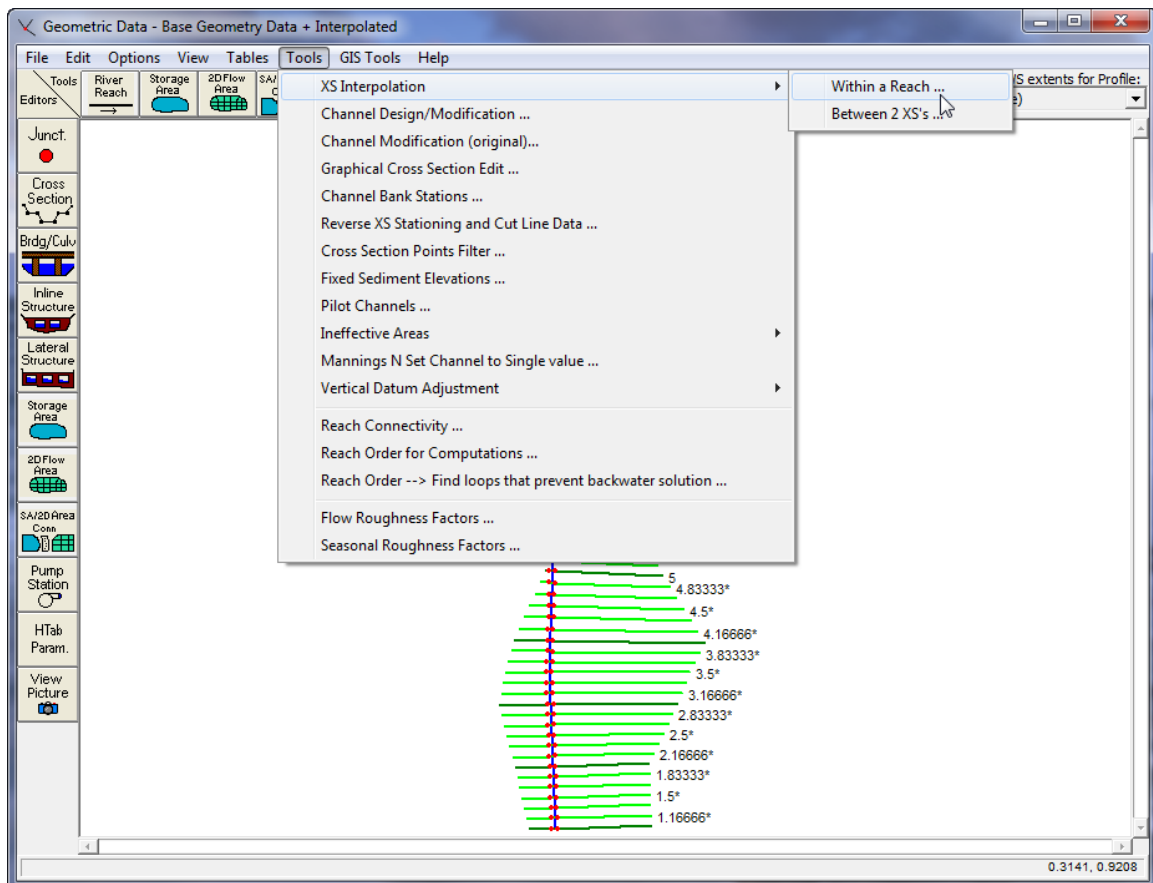 Geometric Data - Base Geometry Data + Interpolated
File Edit Options View Tables Tools GIS Tools Help
Tools
Editors
River
Reach
Storage
Area
2D Flow
Area
XS Interpolation
Channel Design/Modification ...
Channel Modification (original)...
Graphical Cross Section Edit ...
Channel Bank Stations ...
Reverse XS Stationing and Cut Line Data ...
Cross Section Points Filter ...
Fixed Sediment Elevations ...
Pilot Channels ...
Ineffective Areas
Mannings N Set Channel to Single value ...
Vertical Datum Adjustment
Reach Connectivity ...
Reach Order for Computations ...
Reach Order --> Find loops that prevent backwater solution ...
Flow Roughness Factors ...
Seasonal Roughness Factors ...
Within a Reach ...
Between 2 XS's ...
extents for Profile:
Junct.
Cross
Section
Brdg/Culv
Inline
Structure
Lateral
Structure
Storage
Area
2D Flow
Area
SA/2D Area
Conn
Pump
Station
HTab
Param.
View
Picture
5
4.83333*
4.5*
4.16666*
3.83333*
3.5*
3.16666*
2.83333*
2.5*
2.16666*
1.83333*
1.5*
1.16666*
0.3141, 0.9208